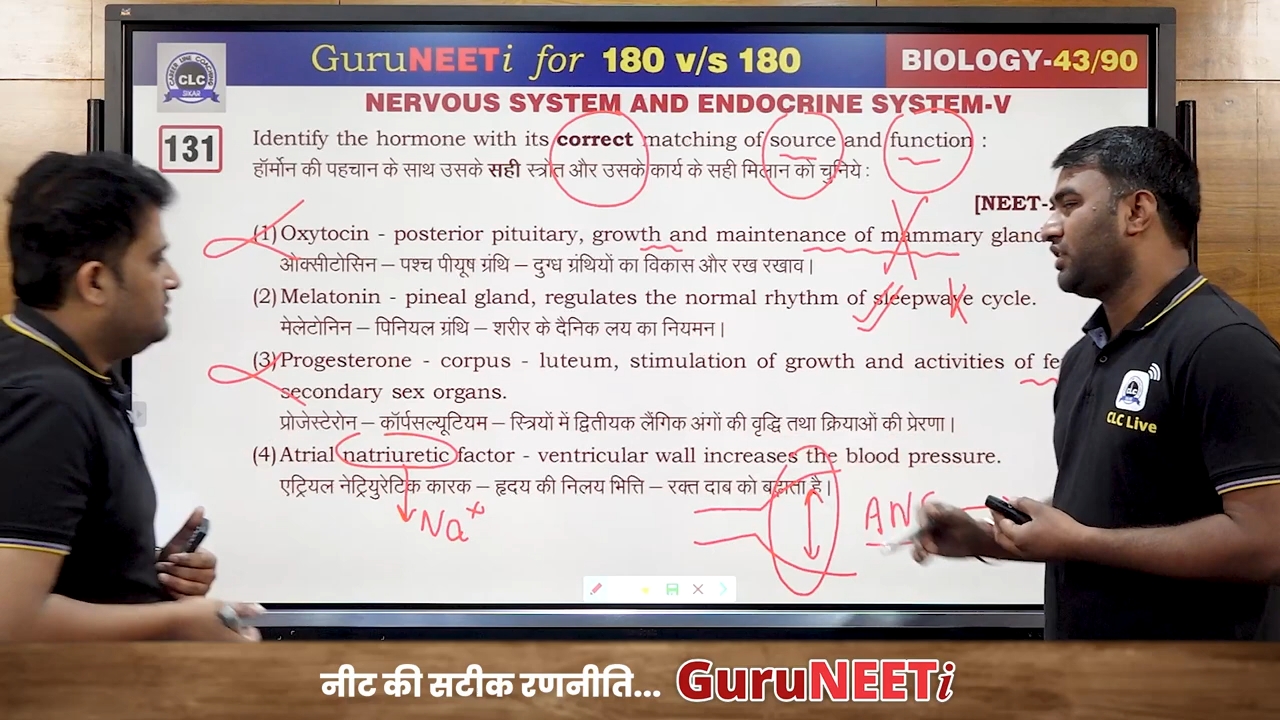 GuruNEETi for 180 v/s 180
BIOLOGY-43/90
CAREER LINE COACHING
CLC
SIKAR
NERVOUS SYSTEM AND ENDOCRINE SYSTEM-V
131
Identify the hormone with its correct matching of source and function :
हॉर्मोन की पहचान के साथ उसके सही स्त्रोत और उसके कार्य के सही मिलान को चुनिये :
[NEET-
(1) Oxytocin - posterior pituitary, growth and maintenance of mammary gland
ऑक्सीटोसिन – पश्च पीयूष ग्रंथि – दुग्ध ग्रंथियों का विकास और रख रखाव।
(2) Melatonin - pineal gland, regulates the normal rhythm of sleepwave cycle.
मेलेटोनिन – पिनियल ग्रंथि – शरीर के दैनिक लय का नियमन।
(3) Progesterone - corpus - luteum, stimulation of growth and activities of fe
secondary sex organs.
प्रोजेस्टेरोन – कॉर्पसल्यूटियम – स्त्रियों में द्वितीयक लैंगिक अंगों की वृद्धि तथा क्रियाओं की प्रेरणा।
(4) Atrial natriuretic factor - ventricular wall increases the blood pressure.
एट्रियल नेट्रियुरेटिक कारक – हृदय की निलय भित्ति – रक्त दाब को बढ़ाता है।
k
Na+
AN
CLC Live
नीट की सटीक रणनीति... GuruNEETi